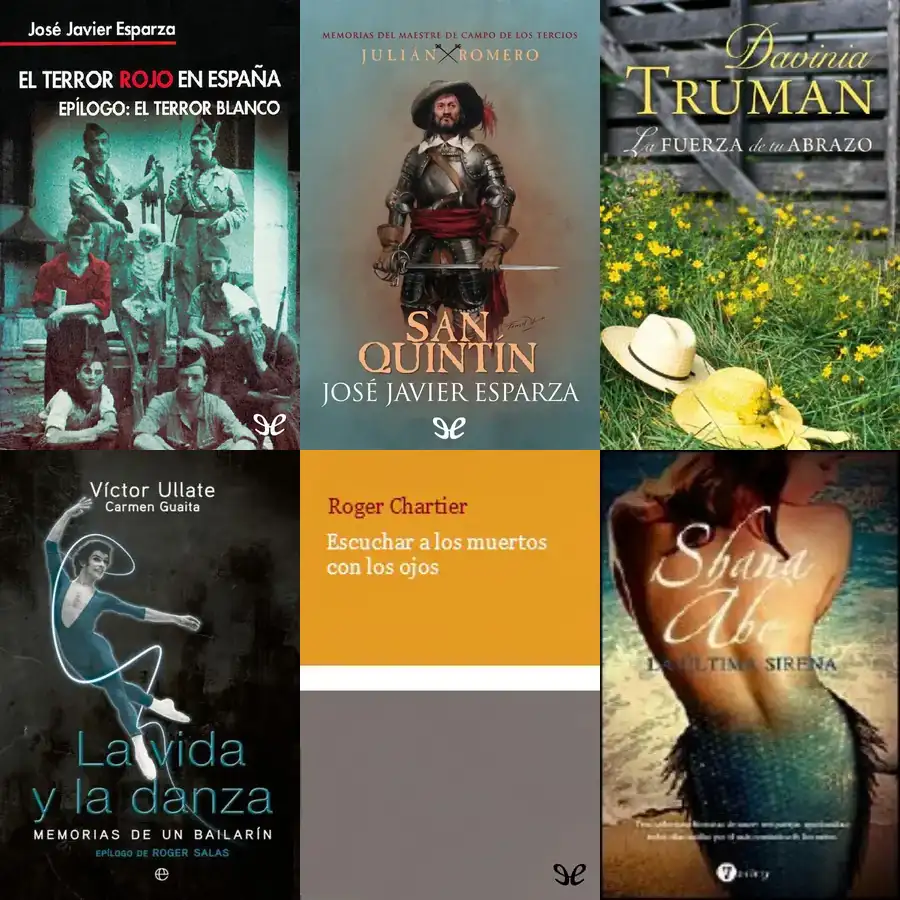 José Javier Esparza
EL TERROR ROJO EN ESPAÑA
EPÍLOGO: EL TERROR BLANCO
MEMORIAS DEL MAESTRE DE CAMPO DE LOS TERCIOS
JULIÁN ROMERO
SAN
QUINTÍN
JOSÉ JAVIER ESPARZA
Davinia
TRUMAN
La FUERZA de tu ABRAZO
Víctor Ullate
Carmen Guaita
La vida
y la danza
MEMORIAS DE UN BAILARÍN
EPÍLOGO DE ROGER SALAS
Roger Chartier
Escuchar a los muertos
con los ojos
Shana
Abe
LA ÚLTIMA SIRENA